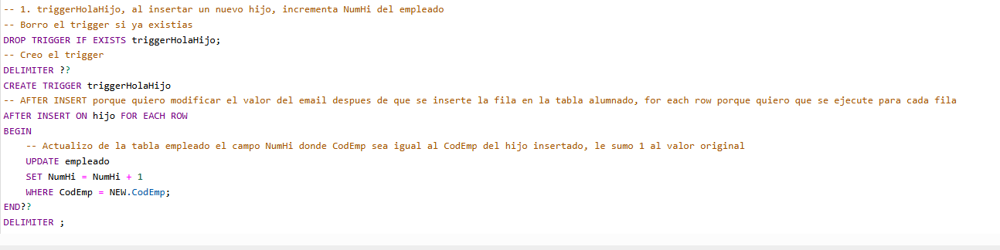 -- 1. triggerHolaHijo, al insertar un nuevo hijo, incrementa NumHi del empleado
-- Borro el trigger si ya existias
DROP TRIGGER IF EXISTS triggerHolaHijo;
-- Creo el trigger
DELIMITER ??
CREATE TRIGGER triggerHolaHijo
-- AFTER INSERT porque quiero modificar el valor del email despues de que se inserte la fila en la tabla alumnado, for each row porque quiero que se ejecute para cada fila
AFTER INSERT ON hijo FOR EACH ROW
BEGIN
    -- Actualizo de la tabla empleado el campo NumHi donde CodEmp sea igual al CodEmp del hijo insertado, le sumo 1 al valor original
    UPDATE empleado
    SET NumHi = NumHi + 1
    WHERE CodEmp = NEW.CodEmp;
END??
DELIMITER ;